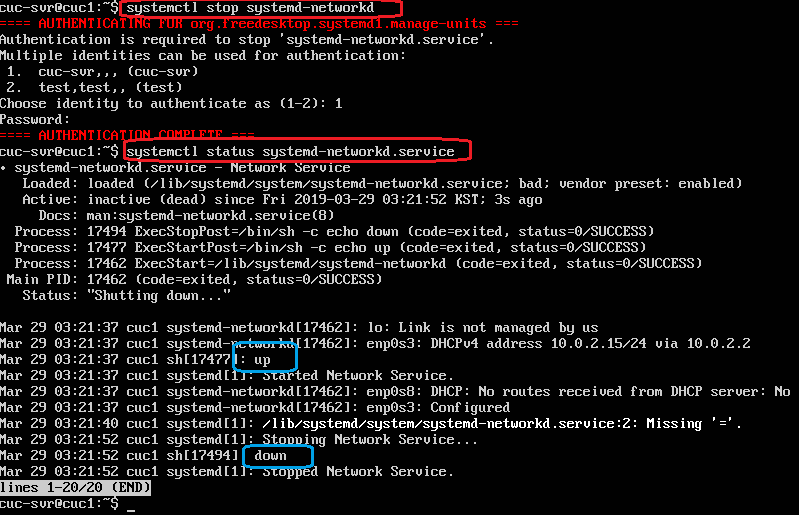 cuc-svr@cuc1:~$ systemctl stop systemd-networkd
==== AUTHENTICATING FOR org.freedesktop.systemd1.manage-units ===
Authentication is required to stop 'systemd-networkd.service'.
Multiple identities can be used for authentication:
 1.  cuc-svr,,, (cuc-svr)
 2.  test,test,, (test)
Choose identity to authenticate as (1-2): 1
Password:
==== AUTHENTICATION COMPLETE ===
cuc-svr@cuc1:~$ systemctl status systemd-networkd.service
• systemd-networkd.service - Network Service
   Loaded: loaded (/lib/systemd/system/systemd-networkd.service; bad; vendor preset: enabled)
   Active: inactive (dead) since Fri 2019-03-29 03:21:52 KST; 3s ago
     Docs: man:systemd-networkd.service(8)
  Process: 17494 ExecStopPost=/bin/sh -c echo down (code=exited, status=0/SUCCESS)
  Process: 17477 ExecStartPost=/bin/sh -c echo up (code=exited, status=0/SUCCESS)
  Process: 17462 ExecStart=/lib/systemd/systemd-networkd (code=exited, status=0/SUCCESS)
 Main PID: 17462 (code=exited, status=0/SUCCESS)
   Status: "Shutting down..."
Mar 29 03:21:37 cuc1 systemd-networkd[17462]: lo: Link is not managed by us
Mar 29 03:21:37 cuc1 systemd-networkd[17462]: enp0s3: DHCPv4 address 10.0.2.15/24 via 10.0.2.2
Mar 29 03:21:37 cuc1 sh[17477]: up
Mar 29 03:21:37 cuc1 systemd[1]: Started Network Service.
Mar 29 03:21:37 cuc1 systemd-networkd[17462]: enp0s8: DHCP: No routes received from DHCP server: No
Mar 29 03:21:37 cuc1 systemd-networkd[17462]: enp0s3: Configured
Mar 29 03:21:40 cuc1 systemd[1]: /lib/systemd/system/systemd-networkd.service:2: Missing '='.
Mar 29 03:21:52 cuc1 systemd[1]: Stopping Network Service...
Mar 29 03:21:52 cuc1 sh[17494]: down
Mar 29 03:21:52 cuc1 systemd[1]: Stopped Network Service.
lines 1-20/20 (END)
cuc-svr@cuc1:~$ _